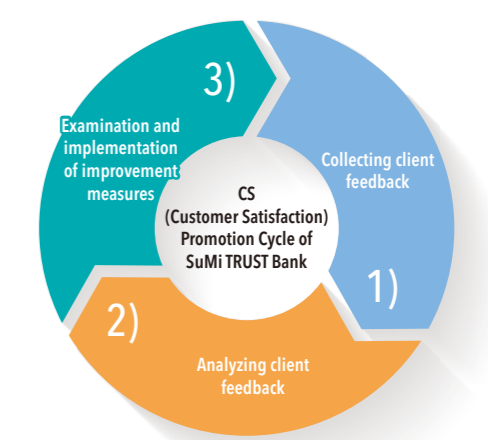 3)
Examination and
implementation
of improvement
measures
Collecting client
feedback
CS
(Customer Satisfaction)
Promotion Cycle of
SuMi TRUST Bank
1)
2)
Analyzing client
feedback